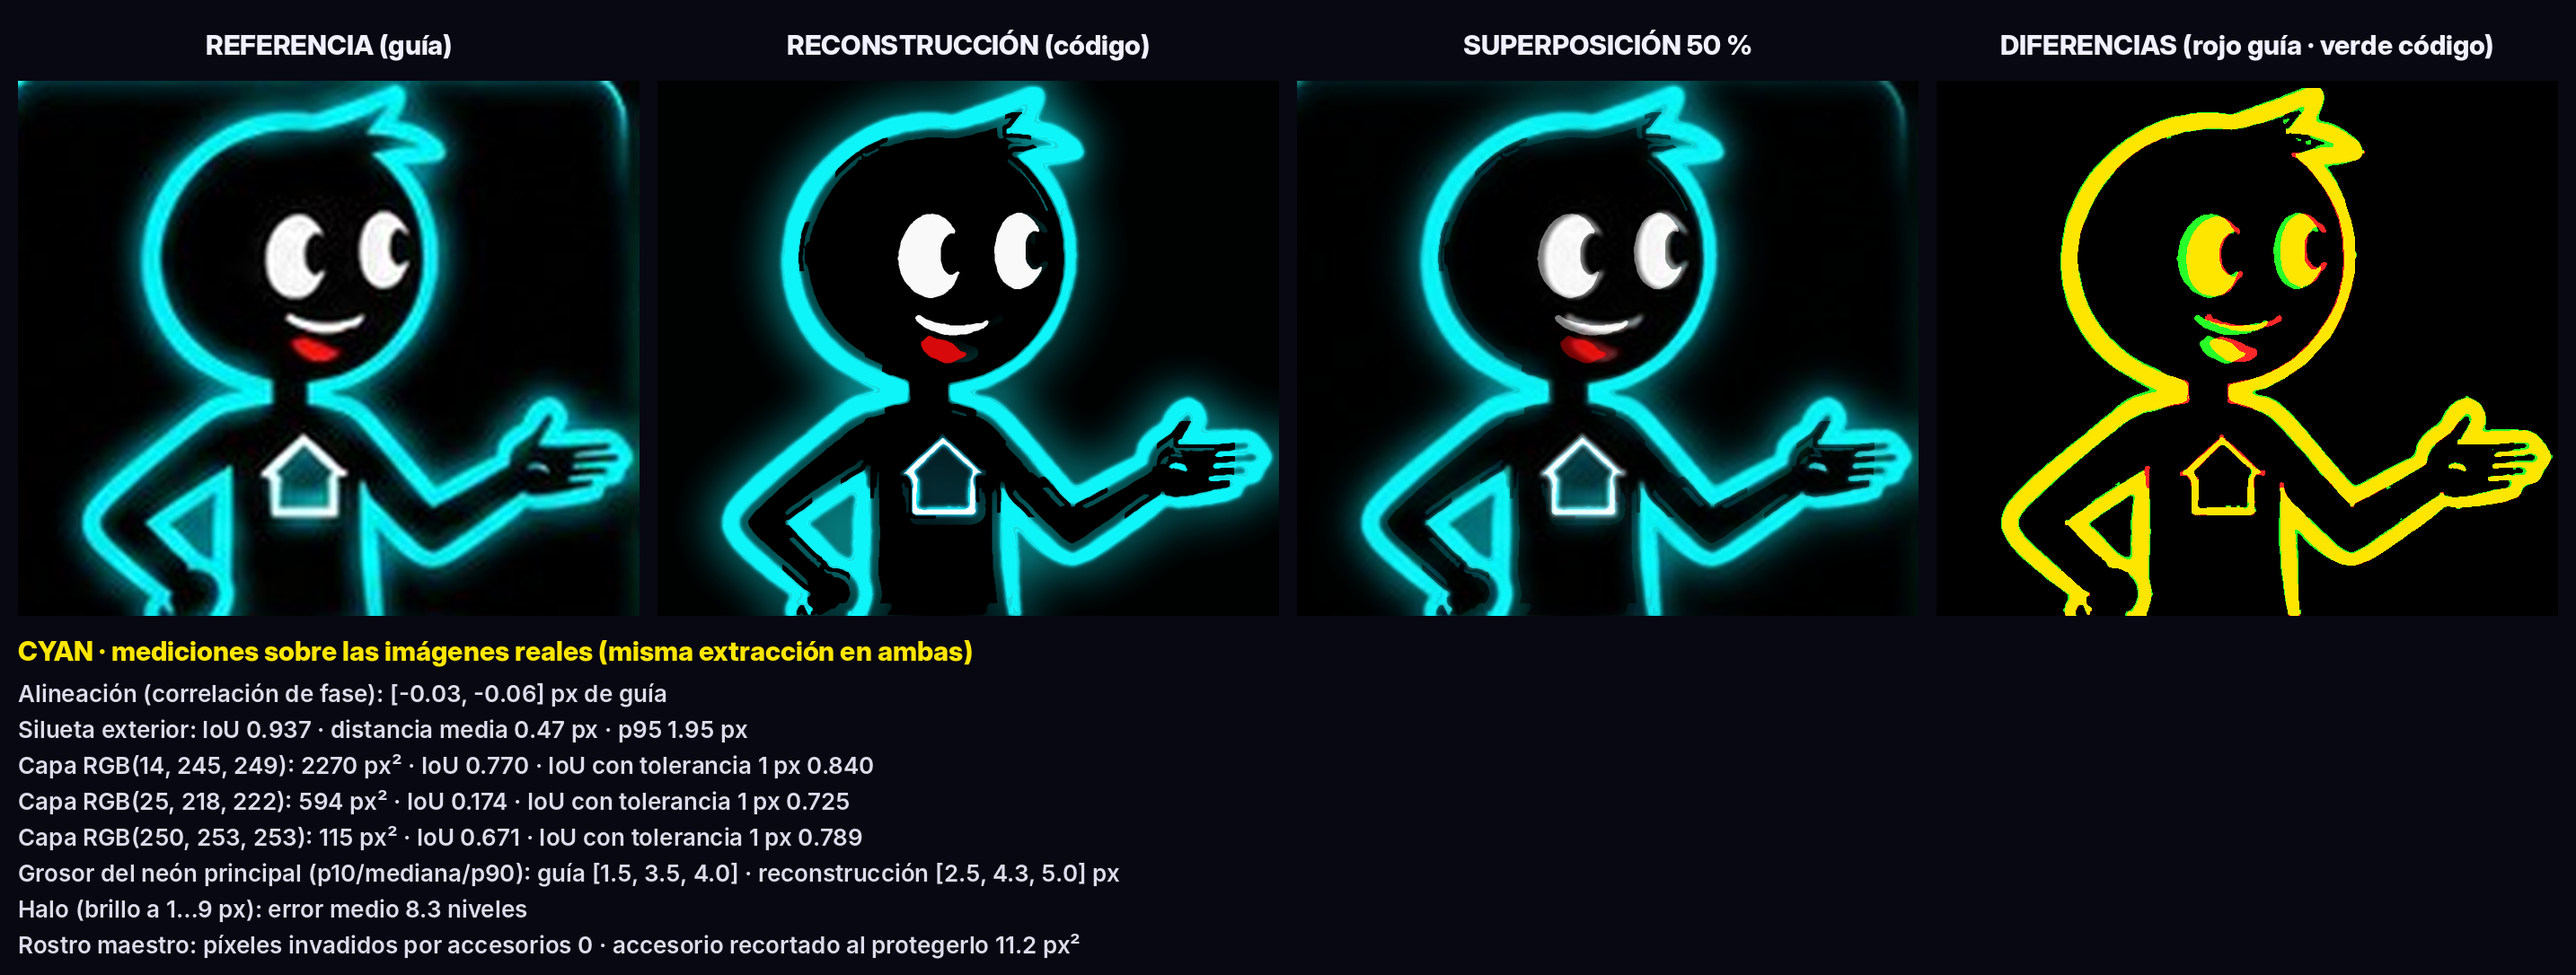 REFERENCIA (guía)
RECONSTRUCCIÓN (código)
SUPERPOSICIÓN 50 %
DIFERENCIAS (rojo guía · verde código)
CYAN · mediciones sobre las imágenes reales (misma extracción en ambas)
Alineación (correlación de fase): [-0.03, -0.06] px de guía
Silueta exterior: IoU 0.937 · distancia media 0.47 px · p95 1.95 px
Capa RGB(14, 245, 249): 2270 px² · IoU 0.770 · IoU con tolerancia 1 px 0.840
Capa RGB(25, 218, 222): 594 px² · IoU 0.174 · IoU con tolerancia 1 px 0.725
Capa RGB(250, 253, 253): 115 px² · IoU 0.671 · IoU con tolerancia 1 px 0.789
Grosor del neón principal (p10/mediana/p90): guía [1.5, 3.5, 4.0] · reconstrucción [2.5, 4.3, 5.0] px
Halo (brillo a 1…9 px): error medio 8.3 niveles
Rostro maestro: píxeles invadidos por accesorios 0 · accesorio recortado al protegerlo 11.2 px²